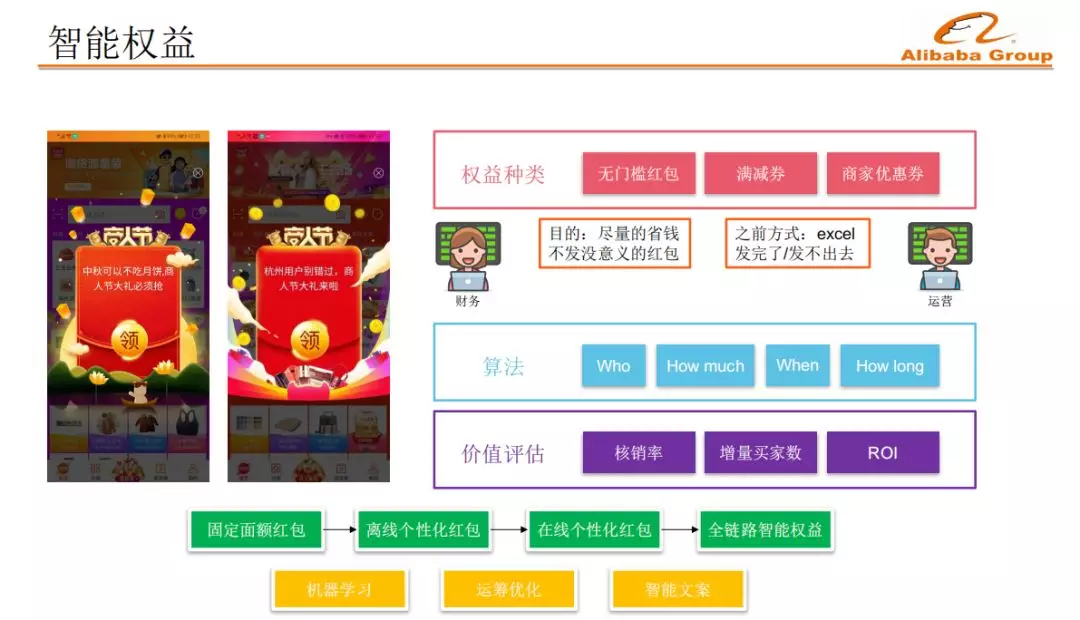 智能权益
Alibaba Group
商人节
中秋可以不吃月饼,商
人节大礼必须抢
领
商人节
杭州用户别错过，商
人节大礼来啦
领
权益种类
无门槛红包
满减券
商家优惠券
财务
目的：尽量的省钱
不发没意义的红包
之前方式：excel
发完了/发不出去
运营
算法
Who
How much
When
How long
价值评估
核销率
增量买家数
ROI
固定面额红包
离线个性化红包
在线个性化红包
全链路智能权益
机器学习
运筹优化
智能文案